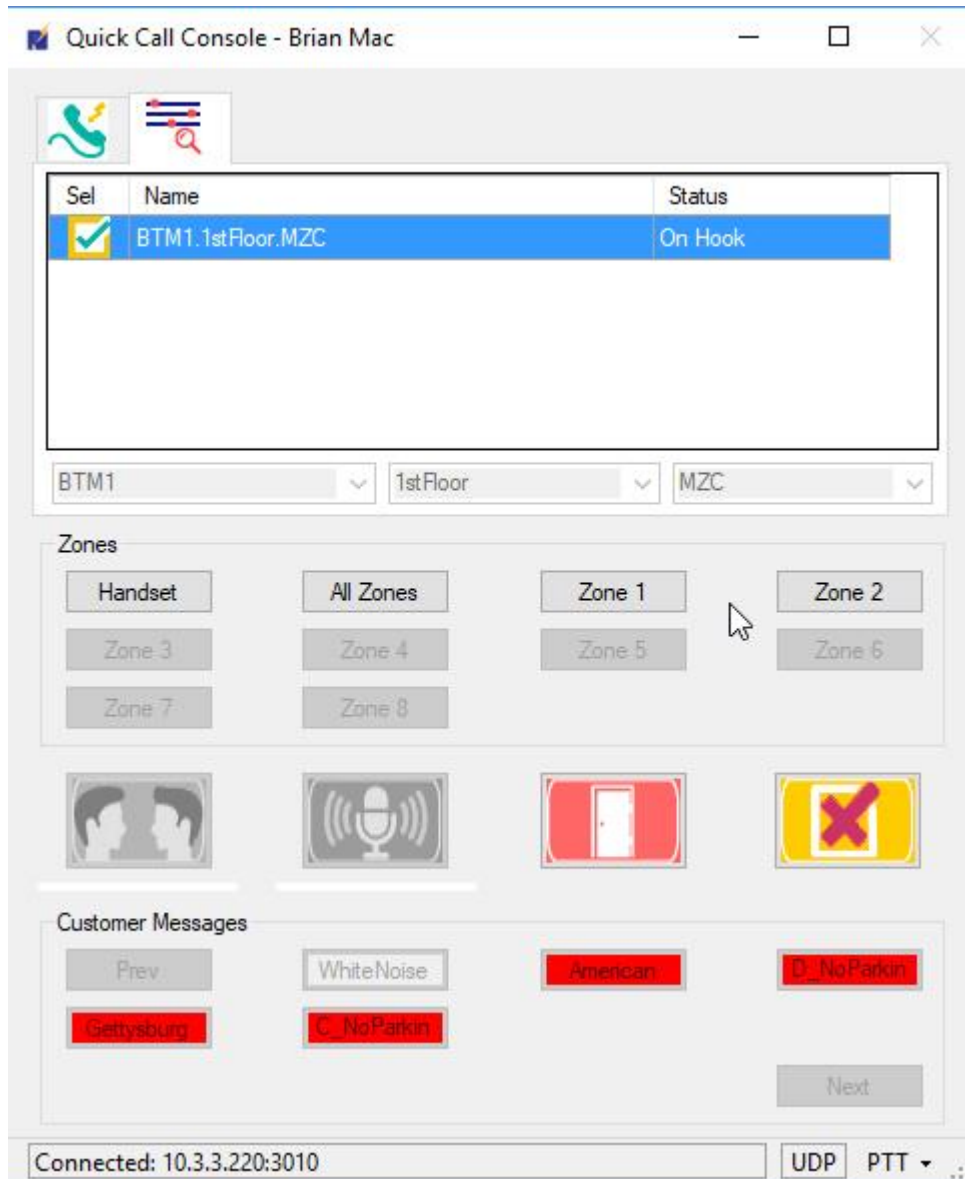 Quick Call Console - Brian Mac
Sel Name Status
BTM1.1stFloor.MZC On Hook
BTM1 1stFloor MZC
Zones
Handset All Zones Zone 1 Zone 2
Zone 3 Zone 4 Zone 5 Zone 6
Zone 7 Zone 8
Customer Messages
Prev WhiteNoise American D_NoParkin
Gettysburg C_NoParkin
Next
Connected: 10.3.3.220:3010 UDP PTT